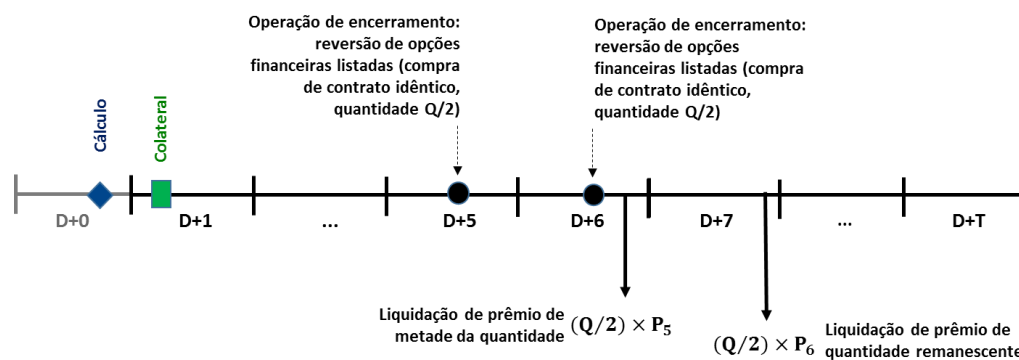 Operação de encerramento:
reversão de opções
financeiras listadas (compra
de contrato idêntico,
quantidade Q/2)
Operação de encerramento:
reversão de opções
financeiras listadas (compra
de contrato idêntico,
quantidade Q/2)
Cálculo
Colateral
D+0
D+1
...
D+5
D+6
D+7
...
D+T
Liquidação de prêmio de
metade da quantidade
(Q/2) × P₅
(Q/2) × P₆
Liquidação de prêmio de
quantidade remanescente